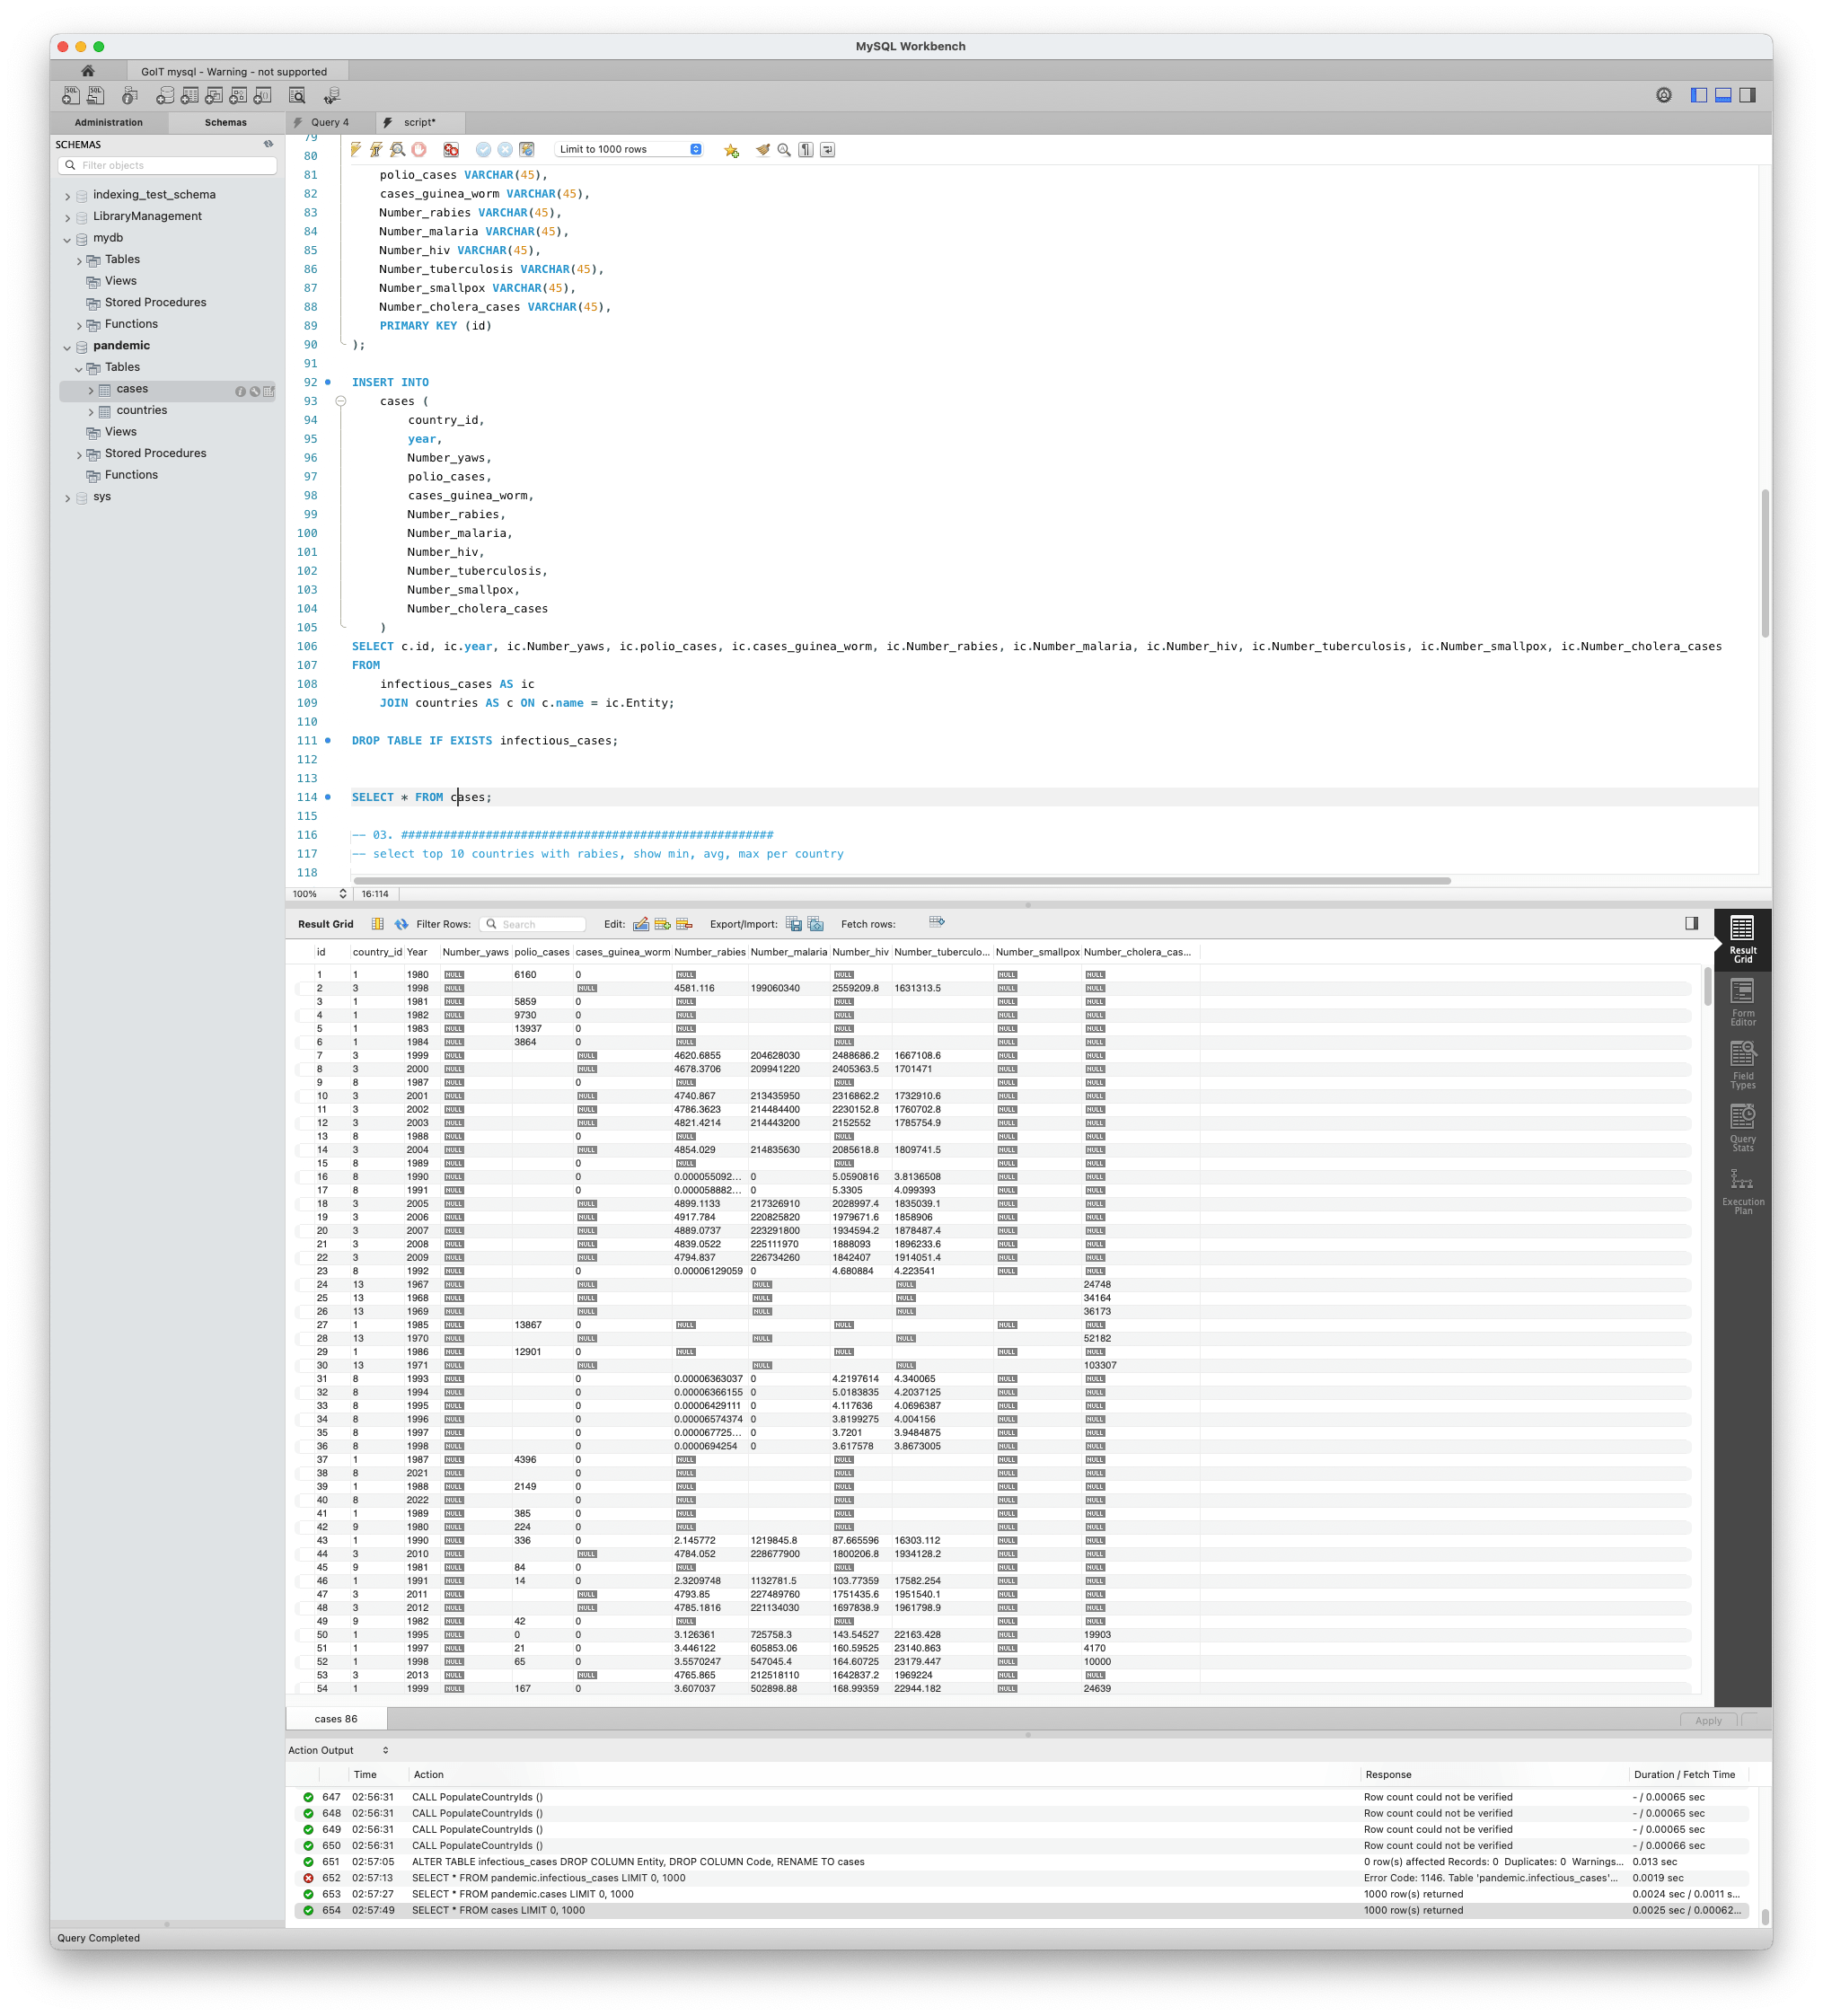 MySQL Workbench
GoIT mysql - Warning - not supported
Administration Schemas Query 4 script*
SCHEMAS
Filter objects
indexing_test_schema
LibraryManagement
mydb
Tables
Views
Stored Procedures
Functions
pandemic
Tables
cases
countries
Views
Stored Procedures
Functions
sys
Limit to 1000 rows
79
80
81 polio_cases VARCHAR(45),
82 cases_guinea_worm VARCHAR(45),
83 Number_rabies VARCHAR(45),
84 Number_malaria VARCHAR(45),
85 Number_hiv VARCHAR(45),
86 Number_tuberculosis VARCHAR(45),
87 Number_smallpox VARCHAR(45),
88 Number_cholera_cases VARCHAR(45),
89 PRIMARY KEY (id)
90 );
91
92 INSERT INTO
93 cases (
94 country_id,
95 year,
96 Number_yaws,
97 polio_cases,
98 cases_guinea_worm,
99 Number_rabies,
100 Number_malaria,
101 Number_hiv,
102 Number_tuberculosis,
103 Number_smallpox,
104 Number_cholera_cases
105 )
106 SELECT c.id, ic.year, ic.Number_yaws, ic.polio_cases, ic.cases_guinea_worm, ic.Number_rabies, ic.Number_malaria, ic.Number_hiv, ic.Number_tuberculosis, ic.Number_smallpox, ic.Number_cholera_cases
107 FROM
108 infectious_cases AS ic
109 JOIN countries AS c ON c.name = ic.Entity;
110
111 DROP TABLE IF EXISTS infectious_cases;
112
113
114 SELECT * FROM cases;
115
116 -- 03. #####################################################
117 -- select top 10 countries with rabies, show min, avg, max per country
118
100% 16:114
Result Grid Filter Rows: Search Edit: Export/Import: Fetch rows:
id country_id Year Number_yaws polio_cases cases_guinea_worm Number_rabies Number_malaria Number_hiv Number_tuberculo... Number_smallpox Number_cholera_cas...
1 1 1980 NULL 6160 0 NULL NULL NULL NULL
2 3 1998 NULL NULL 4581.116 199060340 2559209.8 1631313.5 NULL NULL
3 1 1981 NULL 5859 0 NULL NULL NULL NULL
4 1 1982 NULL 9730 0 NULL NULL NULL NULL
5 1 1983 NULL 13937 0 NULL NULL NULL NULL
6 1 1984 NULL 3864 0 NULL NULL NULL NULL
7 3 1999 NULL NULL 4620.6855 204628030 2488686.2 1667108.6 NULL NULL
8 3 2000 NULL NULL 4678.3706 209941220 2405363.5 1701471 NULL NULL
9 8 1987 NULL 0 NULL NULL NULL NULL
10 3 2001 NULL NULL 4740.867 213435950 2316862.2 1732910.6 NULL NULL
11 3 2002 NULL NULL 4786.3623 214484400 2230152.8 1760702.8 NULL NULL
12 3 2003 NULL NULL 4821.4214 214443200 2152552 1785754.9 NULL NULL
13 8 1988 NULL 0 NULL NULL NULL NULL
14 3 2004 NULL NULL 4854.029 214835630 2085618.8 1809741.5 NULL NULL
15 8 1989 NULL 0 NULL NULL NULL NULL
16 8 1990 NULL 0 0.000055092... 0 5.0590816 3.8136508 NULL NULL
17 8 1991 NULL 0 0.000058882... 0 5.3305 4.099393 NULL NULL
18 3 2005 NULL NULL 4899.1133 217326910 2028997.4 1835039.1 NULL NULL
19 3 2006 NULL NULL 4917.784 220825820 1979671.6 1858906 NULL NULL
20 3 2007 NULL NULL 4889.0737 223291800 1934594.2 1878487.4 NULL NULL
21 3 2008 NULL NULL 4839.0522 225111970 1888093 1896233.6 NULL NULL
22 3 2009 NULL NULL 4794.837 226734260 1842407 1914051.4 NULL NULL
23 8 1992 NULL 0 0.00006129059 0 4.680884 4.223541 NULL NULL
24 13 1967 NULL NULL NULL NULL 24748
25 13 1968 NULL NULL NULL NULL 34164
26 13 1969 NULL NULL NULL NULL 36173
27 1 1985 NULL 13867 0 NULL NULL NULL NULL
28 13 1970 NULL NULL NULL NULL 52182
29 1 1986 NULL 12901 0 NULL NULL NULL NULL
30 13 1971 NULL NULL NULL NULL 103307
31 8 1993 NULL 0 0.00006363037 0 4.2197614 4.340065 NULL NULL
32 8 1994 NULL 0 0.00006366155 0 5.0183835 4.2037125 NULL NULL
33 8 1995 NULL 0 0.00006429111 0 4.117636 4.0696387 NULL NULL
34 8 1996 NULL 0 0.00006574374 0 3.8199275 4.004156 NULL NULL
35 8 1997 NULL 0 0.000067725... 0 3.7201 3.9484875 NULL NULL
36 8 1998 NULL 0 0.0000694254 0 3.617578 3.8673005 NULL NULL
37 1 1987 NULL 4396 0 NULL NULL NULL NULL
38 8 2021 NULL 0 NULL NULL NULL NULL
39 1 1988 NULL 2149 0 NULL NULL NULL NULL
40 8 2022 NULL 0 NULL NULL NULL NULL
41 1 1989 NULL 385 0 NULL NULL NULL NULL
42 9 1980 NULL 224 0 NULL NULL NULL NULL
43 1 1990 NULL 336 0 2.145772 1219845.8 87.665596 16303.112 NULL NULL
44 3 2010 NULL NULL 4784.052 228677900 1800206.8 1934128.2 NULL NULL
45 9 1981 NULL 84 0 NULL NULL NULL NULL
46 1 1991 NULL 14 0 2.3209748 1132781.5 103.77359 17582.254 NULL NULL
47 3 2011 NULL NULL 4793.85 227489760 1751435.6 1951540.1 NULL NULL
48 3 2012 NULL NULL 4785.1816 221134030 1697838.9 1961798.9 NULL NULL
49 9 1982 NULL 42 0 NULL NULL NULL NULL
50 1 1995 NULL 0 0 3.126361 725758.3 143.54527 22163.428 NULL 19903
51 1 1997 NULL 21 0 3.446122 605853.06 160.59525 23140.863 NULL 4170
52 1 1998 NULL 65 0 3.5570247 547045.4 164.60725 23179.447 NULL 10000
53 3 2013 NULL NULL 4765.865 212518110 1642837.2 1969224 NULL NULL
54 1 1999 NULL 167 0 3.607037 502898.88 168.99359 22944.182 NULL 24639
Result Grid
Form Editor
Field Types
Query Stats
Execution Plan
cases 86 Apply
Action Output
Time Action Response Duration / Fetch Time
647 02:56:31 CALL PopulateCountryIds () Row count could not be verified - / 0.00065 sec
648 02:56:31 CALL PopulateCountryIds () Row count could not be verified - / 0.00065 sec
649 02:56:31 CALL PopulateCountryIds () Row count could not be verified - / 0.00065 sec
650 02:56:31 CALL PopulateCountryIds () Row count could not be verified - / 0.00066 sec
651 02:57:05 ALTER TABLE infectious_cases DROP COLUMN Entity, DROP COLUMN Code, RENAME TO cases 0 row(s) affected Records: 0 Duplicates: 0 Warnings... 0.013 sec
652 02:57:13 SELECT * FROM pandemic.infectious_cases LIMIT 0, 1000 Error Code: 1146. Table 'pandemic.infectious_cases'... 0.0019 sec
653 02:57:27 SELECT * FROM pandemic.cases LIMIT 0, 1000 1000 row(s) returned 0.0024 sec / 0.0011 s...
654 02:57:49 SELECT * FROM cases LIMIT 0, 1000 1000 row(s) returned 0.0025 sec / 0.00062...
Query Completed